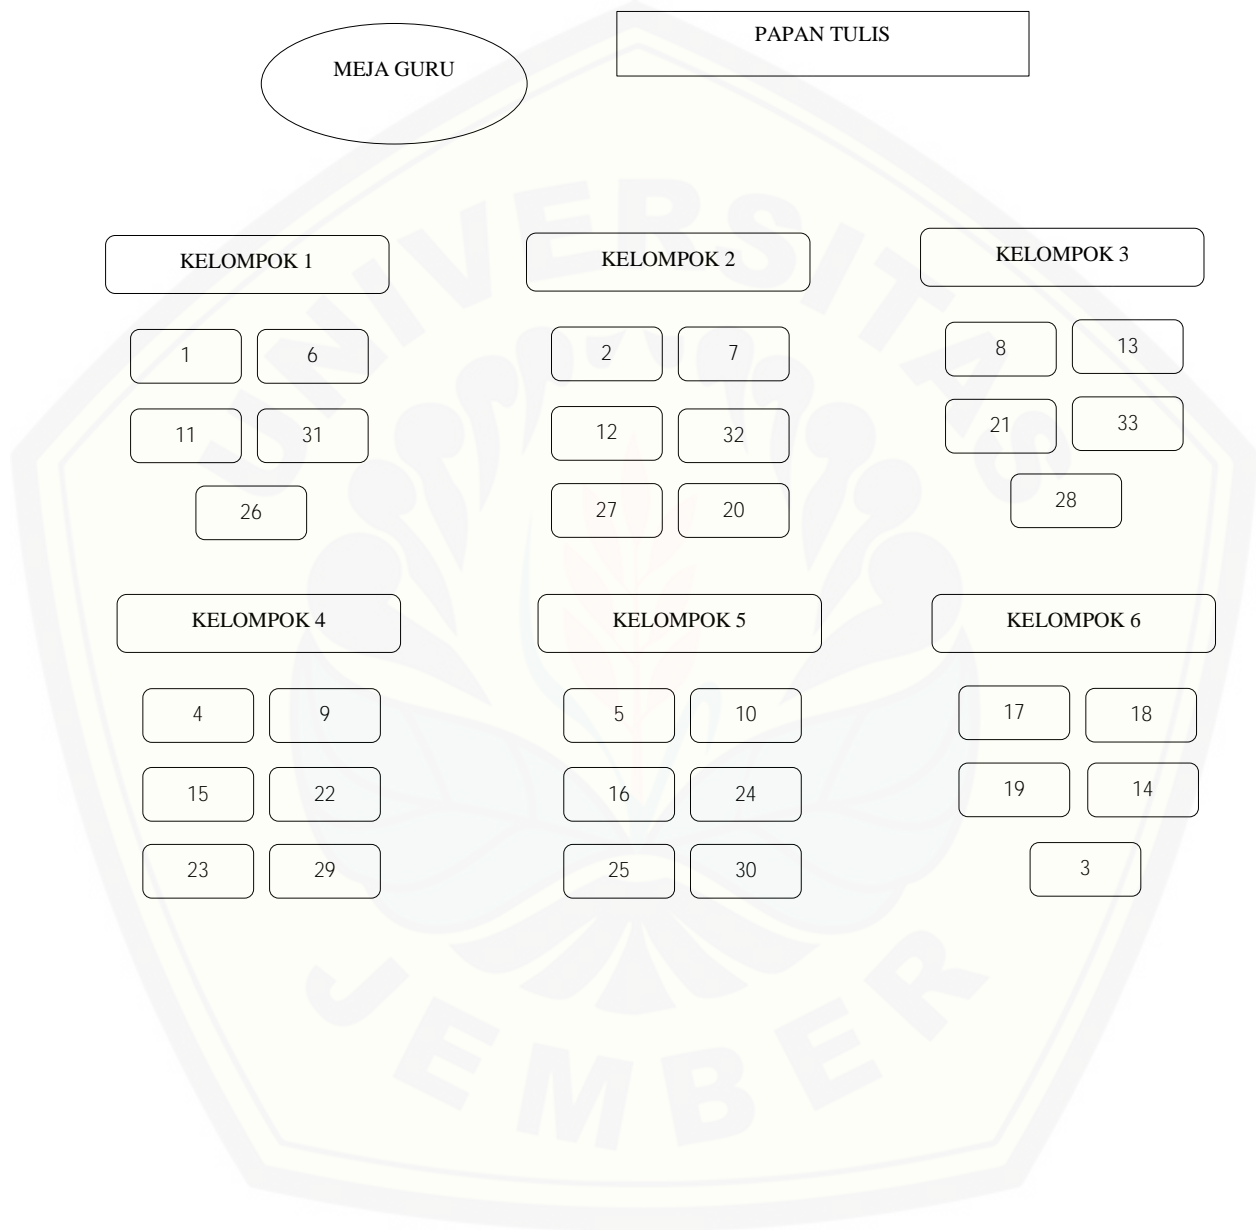 MEJA GURU
PAPAN TULIS
KELOMPOK 1
KELOMPOK 2
KELOMPOK 3
1 6
2 7
8 13
11 31
12 32
21 33
26
27 20
28
KELOMPOK 4
KELOMPOK 5
KELOMPOK 6
4 9
5 10
17 18
15 22
16 24
19 14
23 29
25 30
3
UNIVERSITAS
JEMBER